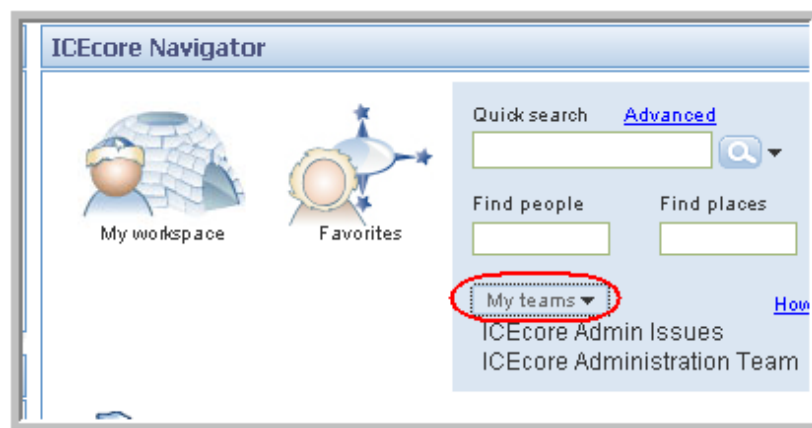 ICEcore Navigator
My workspace
Favorites
Quick search Advanced
Find people Find places
My teams How
ICEcore Admin Issues
ICEcore Administration Team